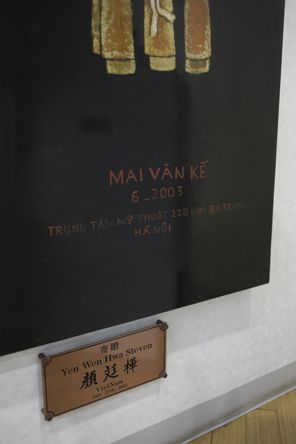 MAI VĂN KẾ
6_2003
TRUNG TÂM MỸ THUẬT 22B HAI BÀ TRƯNG
HÀ NỘI
寄贈
Yen Wen Hwa Steven
顏廷樺
VietNam
July